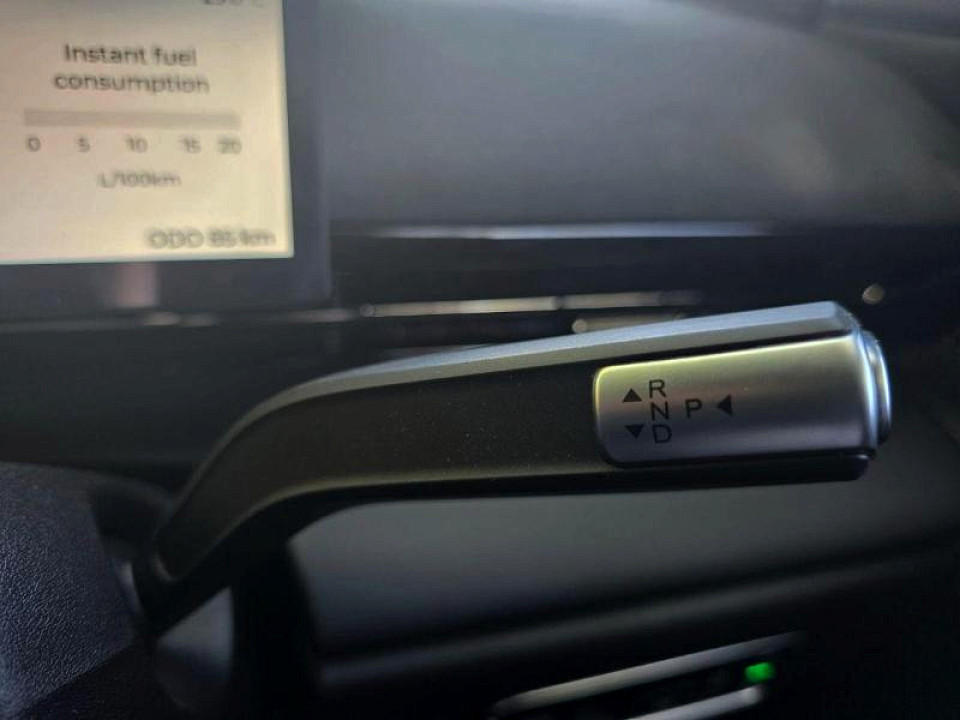 Instant fuel
consumption
0 5 10 15 20
L/100km
ODO 85 km
R
N P
D